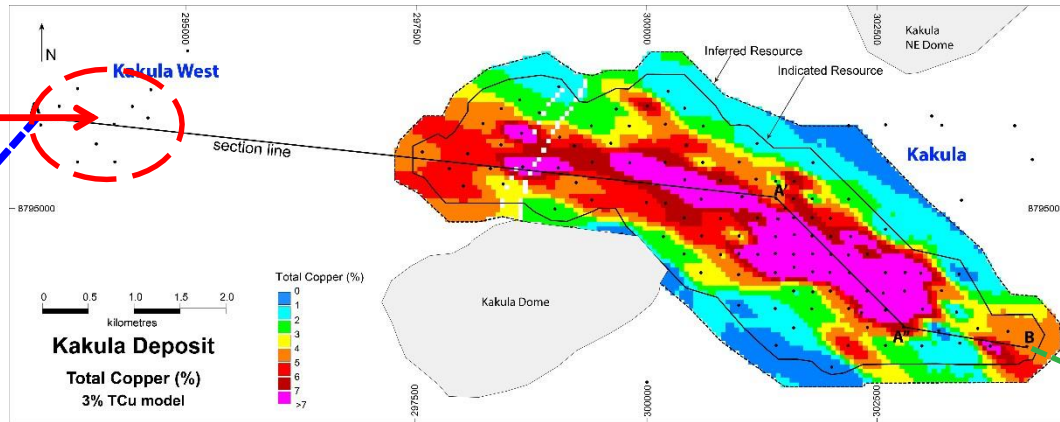 295000
297500
300000
302500
N
Kakula West
Kakula
NE Dome
Inferred Resource
Indicated Resource
section line
Kakula
A'
8795000
8795000
Total Copper (%)
0
1
2
3
4
5
6
7
>7
Kakula Dome
0 0.5 1.0 1.5 2.0
kilometres
Kakula Deposit
Total Copper (%)
3% TCu model
A"
B
297500
300000
302500